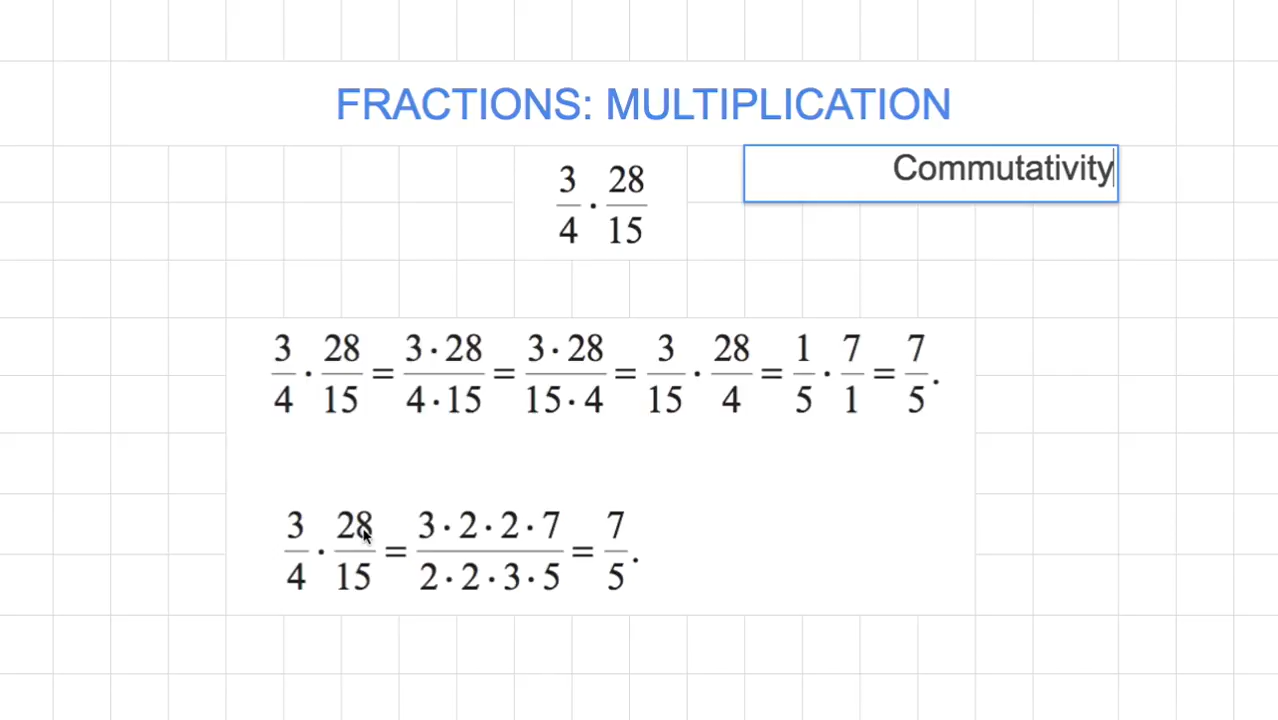 FRACTIONS: MULTIPLICATION
Commutativity
3/4 · 28/15
3/4 · 28/15 = 3·28/4·15 = 3·28/15·4 = 3/15 · 28/4 = 1/5 · 7/1 = 7/5.
3/4 · 28/15 = 3·2·2·7/2·2·3·5 = 7/5.